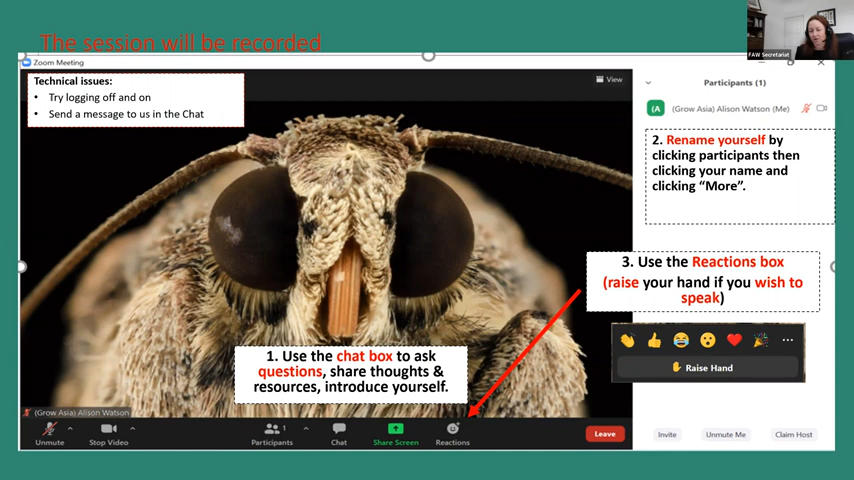 The session will be recorded
FAW Secretariat
Zoom Meeting
Technical issues:
• Try logging off and on
• Send a message to us in the Chat
View
Participants (1)
(A
(Grow Asia) Alison Watson (Me)
2. Rename yourself by
clicking participants then
clicking your name and
clicking “More”.
3. Use the Reactions box
(raise your hand if you wish to
speak)
Raise Hand
1. Use the chat box to ask
questions, share thoughts &
resources, introduce yourself.
(Grow Asia) Alison Watson
Unmute
Stop Video
1
Participants
Chat
Share Screen
Reactions
Leave
Invite
Unmute Me
Claim Host